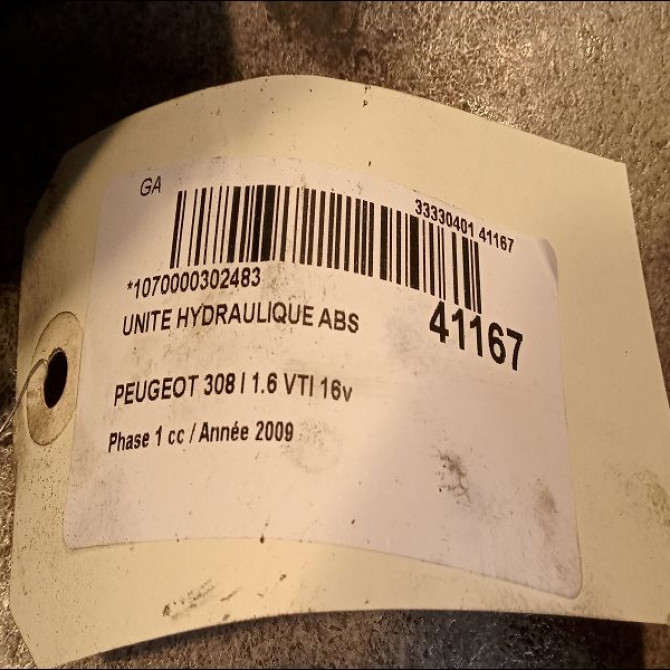 GA
33330401 41167
*1070000302483
UNITE HYDRAULIQUE ABS
41167
PEUGEOT 308 I 1.6 VTI 16v
Phase 1 cc / Année 2009